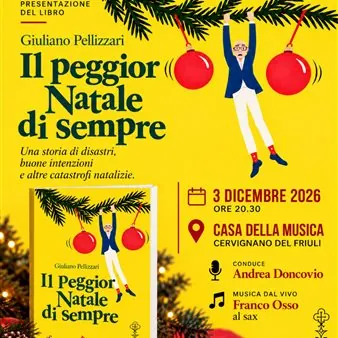 PRESENTAZIONE
DEL LIBRO
Giuliano Pellizzari
Il peggior
Natale
di sempre
Una storia di disastri,
buone intenzioni
e altre catastrofi natalizie.
3 DICEMBRE 2026
ORE 20.30
CASA DELLA MUSICA
CERVIGNANO DEL FRIULI
CONDUCE
Andrea Doncovio
MUSICA DAL VIVO
Franco Osso
al sax
Giuliano Pellizzari
Il Peggior
Natale
di Sempre